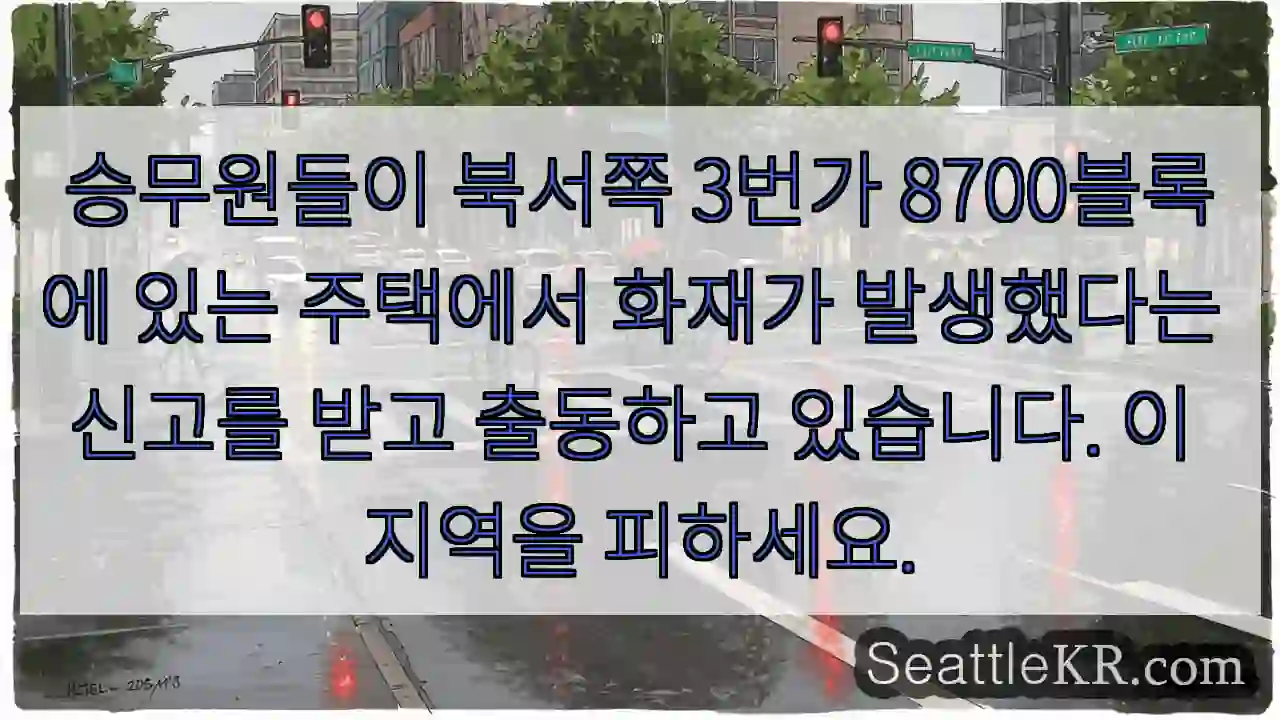 승무원들이 북서쪽 3번가 8700블록
에 있는 주택에서 화재가 발생했다는
신고를 받고 출동하고 있습니다. 이
지역을 피하세요.
SeattleKR.com